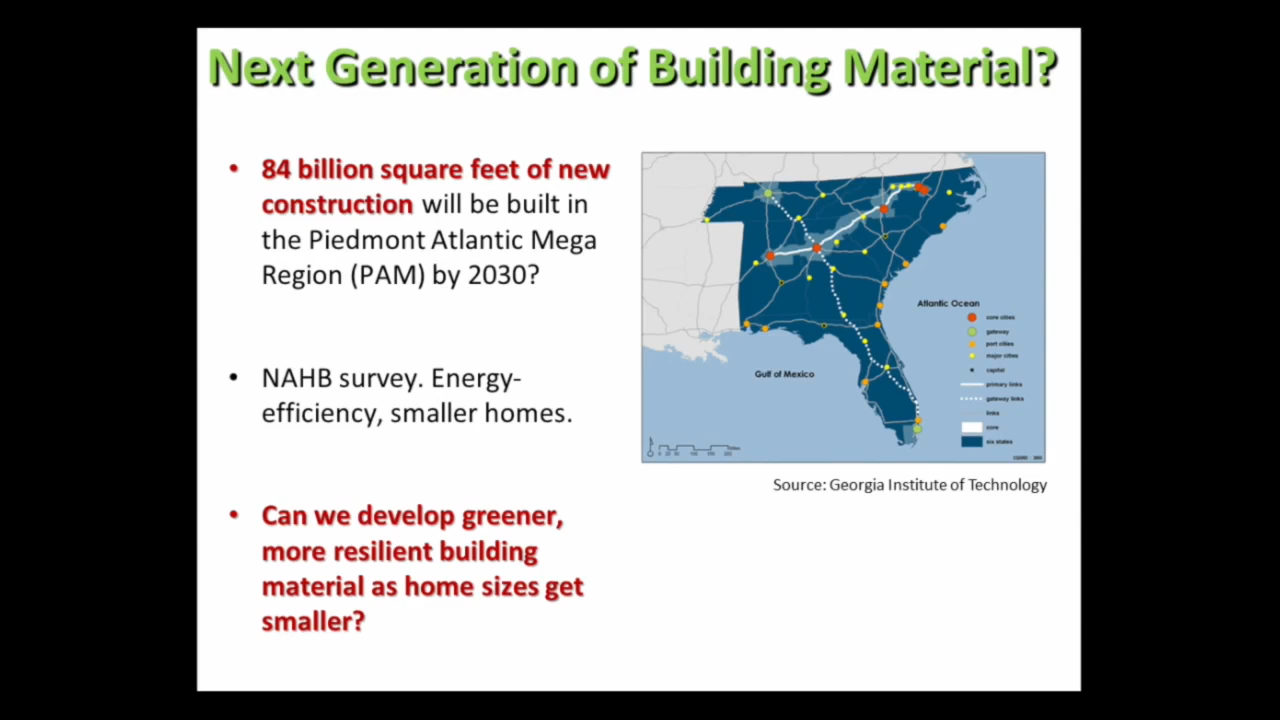 Next Generation of Building Material?
• 84 billion square feet of new
construction will be built in
the Piedmont Atlantic Mega
Region (PAM) by 2030?
• NAHB survey. Energy-
efficiency, smaller homes.
• Can we develop greener,
more resilient building
material as home sizes get
smaller?
Atlantic Ocean
core cities
gateway
port cities
major cities
capital
primary links
gateway links
links
core
six states
Gulf of Mexico
Source: Georgia Institute of Technology